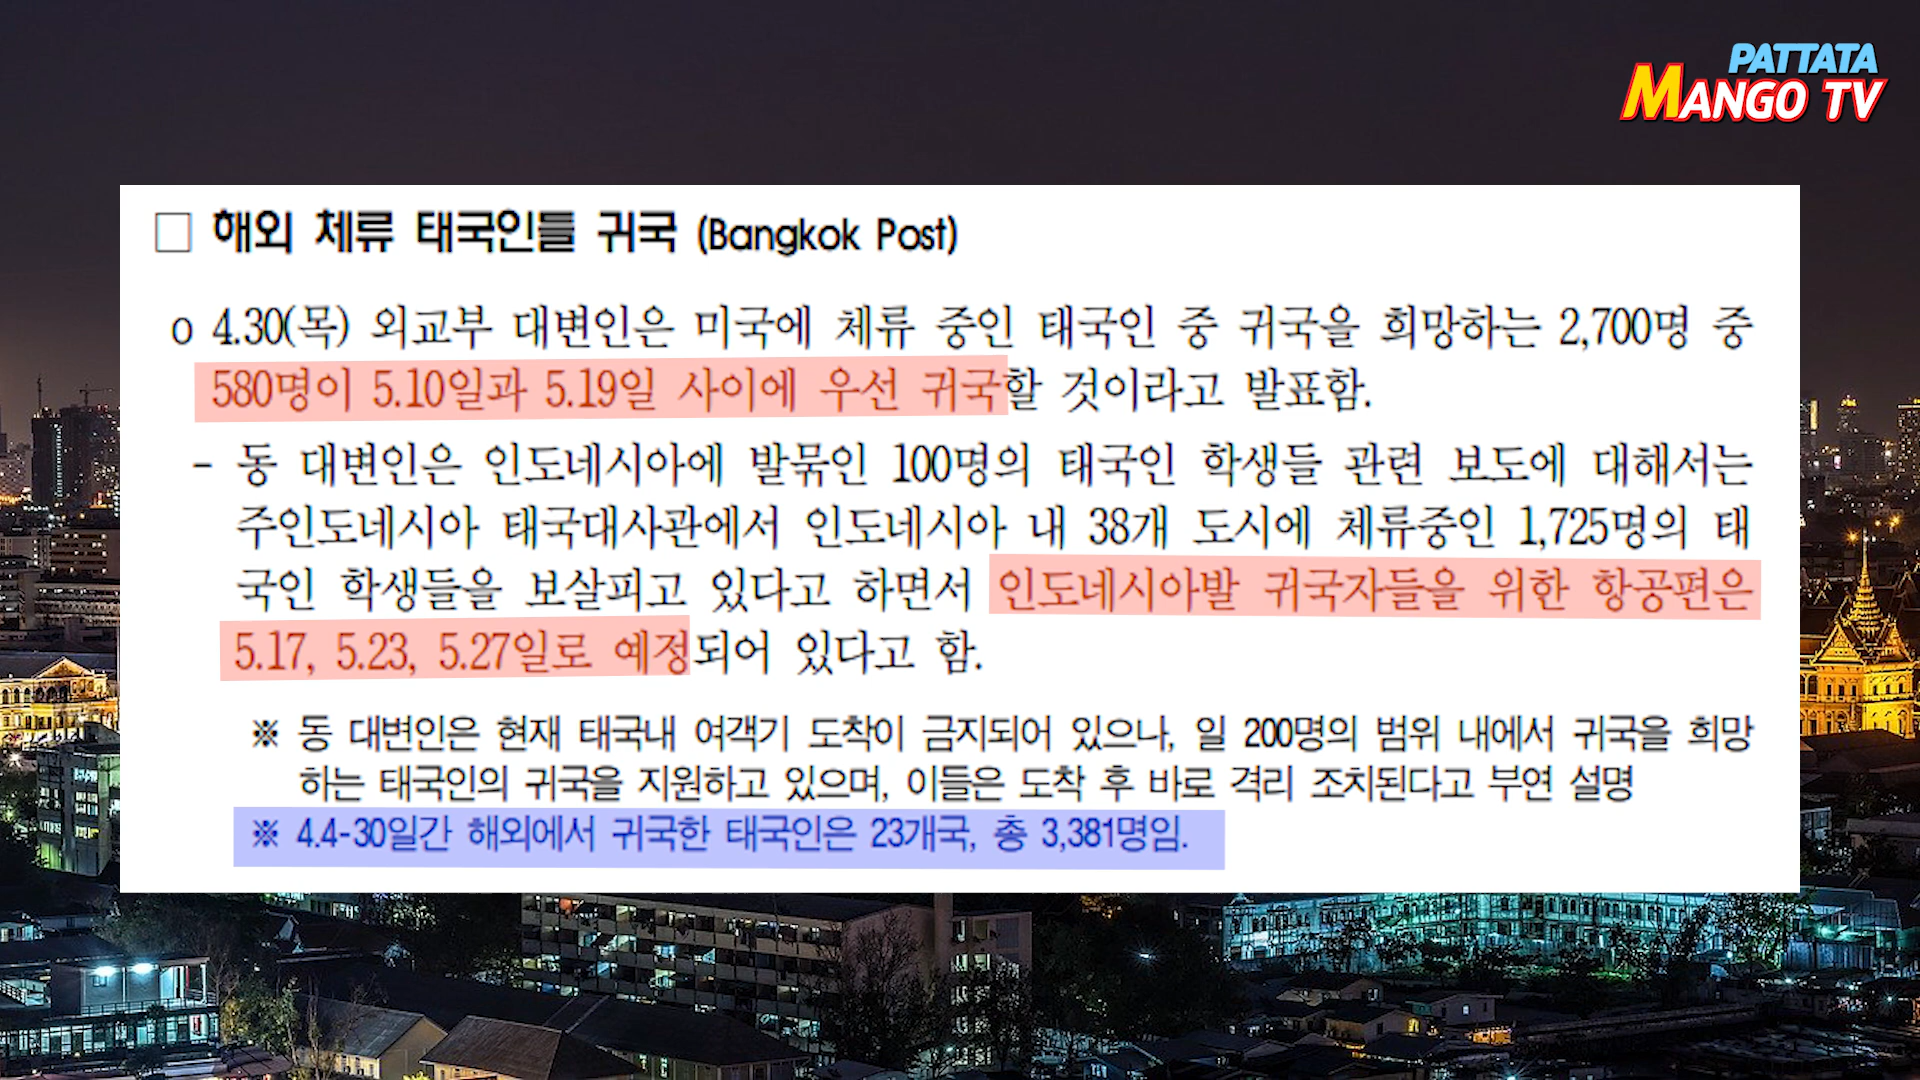 PATTATA
MANGO TV
□ 해외 체류 태국인들 귀국 (Bangkok Post)
o 4.30(목) 외교부 대변인은 미국에 체류 중인 태국인 중 귀국을 희망하는 2,700명 중
580명이 5.10일과 5.19일 사이에 우선 귀국할 것이라고 발표함.
- 동 대변인은 인도네시아에 발묶인 100명의 태국인 학생들 관련 보도에 대해서는
주인도네시아 태국대사관에서 인도네시아 내 38개 도시에 체류중인 1,725명의 태
국인 학생들을 보살피고 있다고 하면서 인도네시아발 귀국자들을 위한 항공편은
5.17, 5.23, 5.27일로 예정되어 있다고 함.
※ 동 대변인은 현재 태국내 여객기 도착이 금지되어 있으나, 일 200명의 범위 내에서 귀국을 희망
하는 태국인의 귀국을 지원하고 있으며, 이들은 도착 후 바로 격리 조치된다고 부연 설명
※ 4.4-30일간 해외에서 귀국한 태국인은 23개국, 총 3,381명임.